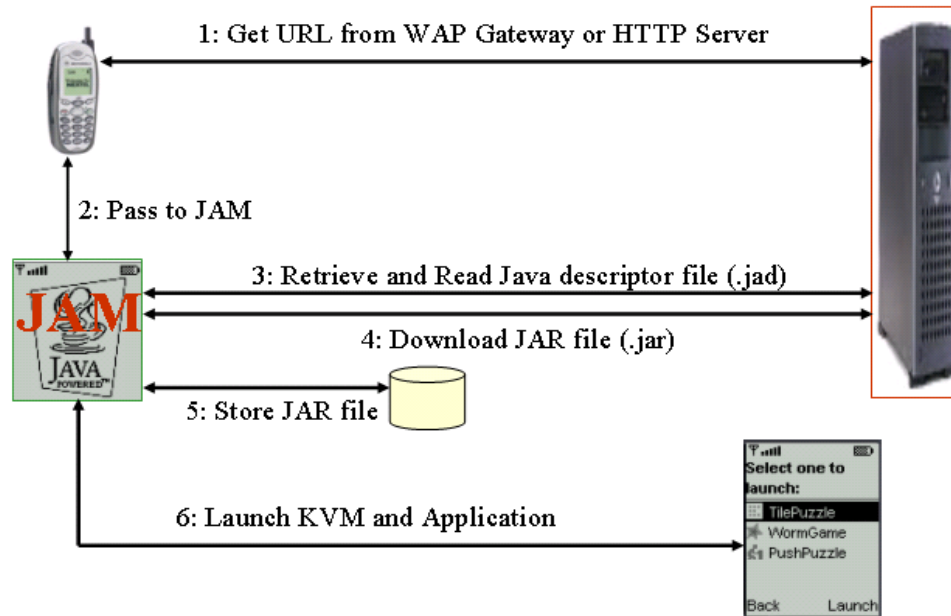 1: Get URL from WAP Gateway or HTTP Server
2: Pass to JAM
3: Retrieve and Read Java descriptor file (.jad)
JAM
4: Download JAR file (.jar)
JAVA
POWERED™
5: Store JAR file
Select one to
launch:
TilePuzzle
6: Launch KVM and Application
WormGame
PushPuzzle
Back Launch